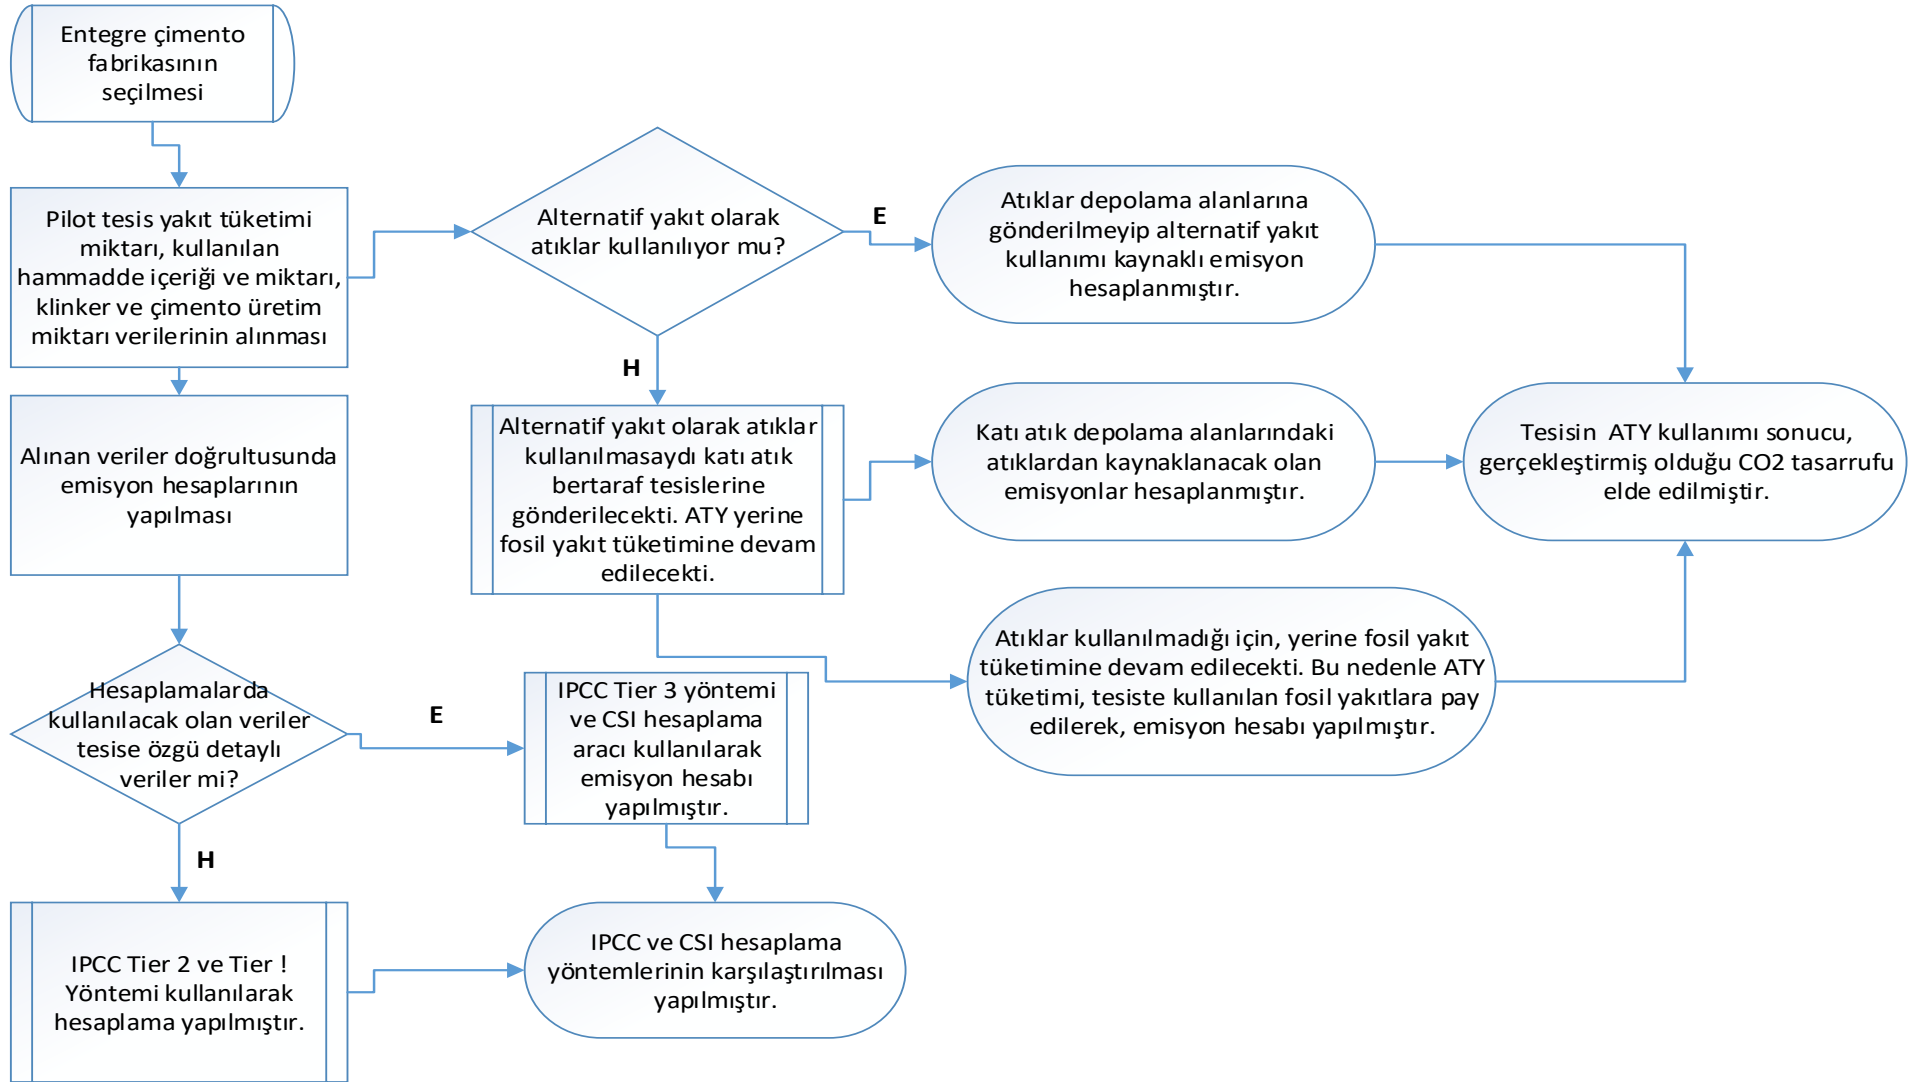 Entegre çimento
fabrikasının
seçilmesi
Pilot tesis yakıt tüketimi
miktarı, kullanılan
hammadde içeriği ve miktarı,
klinker ve çimento üretim
miktarı verilerinin alınması
Alternatif yakıt olarak
atıklar kullanılıyor mu?
E
Atıklar depolama alanlarına
gönderilmeyip alternatif yakıt
kullanımı kaynaklı emisyon
hesaplanmıştır.
H
Alınan veriler doğrultusunda
emisyon hesaplarının
yapılması
Alternatif yakıt olarak atıklar
kullanılmasaydı katı atık
bertaraf tesislerine
gönderilecekti. ATY yerine
fosil yakıt tüketimine devam
edilecekti.
Katı atık depolama alanlarındaki
atıklardan kaynaklanacak olan
emisyonlar hesaplanmıştır.
Tesisin ATY kullanımı sonucu,
gerçekleştirmiş olduğu CO2 tasarrufu
elde edilmiştir.
Atıklar kullanılmadığı için, yerine fosil yakıt
tüketimine devam edilecekti. Bu nedenle ATY
tüketimi, tesiste kullanılan fosil yakıtlara pay
edilerek, emisyon hesabı yapılmıştır.
Hesaplamalarda
kullanılacak olan veriler
tesise özgü detaylı
veriler mi?
E
IPCC Tier 3 yöntemi
ve CSI hesaplama
aracı kullanılarak
emisyon hesabı
yapılmıştır.
H
IPCC Tier 2 ve Tier !
Yöntemi kullanılarak
hesaplama yapılmıştır.
IPCC ve CSI hesaplama
yöntemlerinin karşılaştırılması
yapılmıştır.